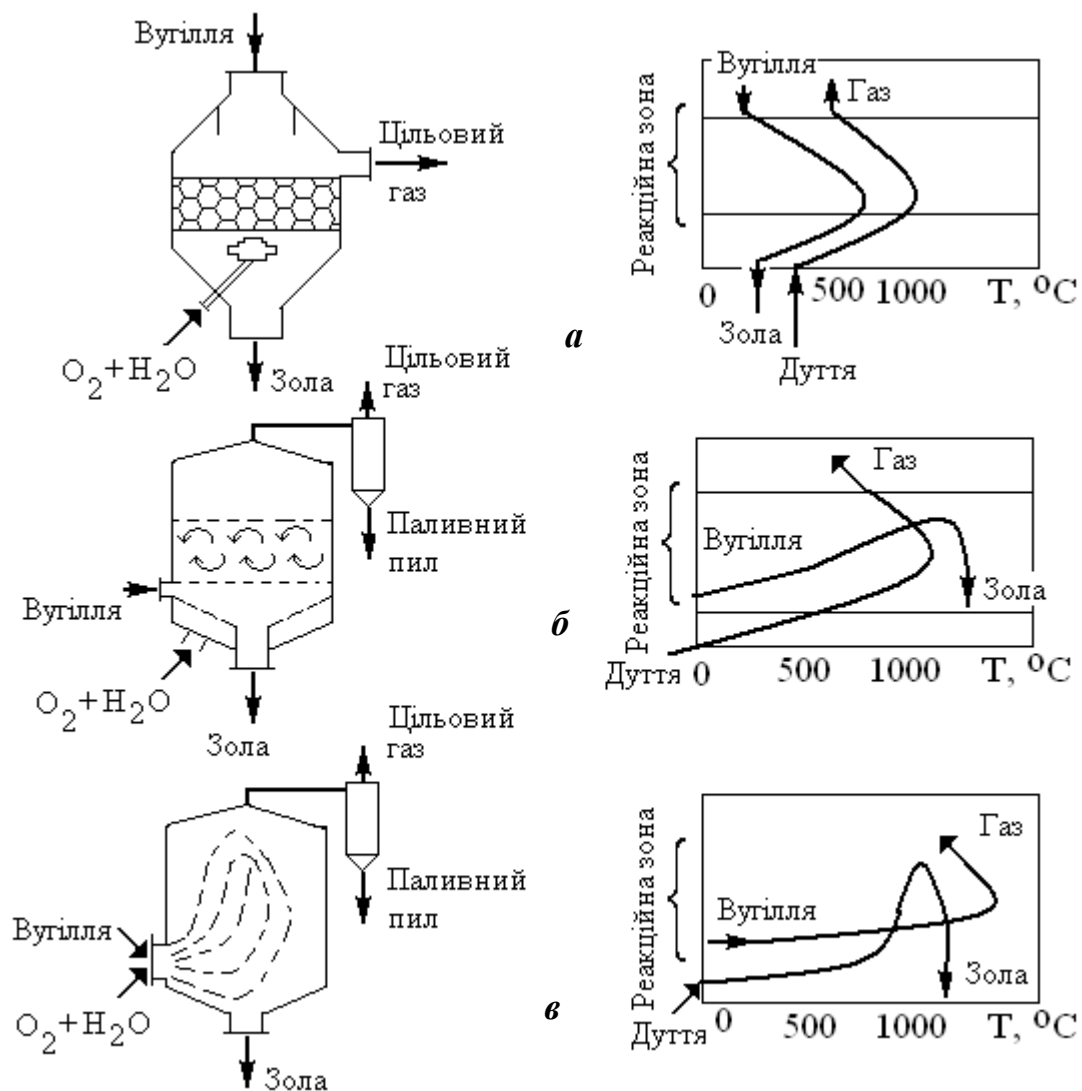 Вугілля
Цільовий
газ
O2+H2O
Зола
а
Реакційна зона
Вугілля
Газ
0
500
1000
T, °C
Зола
Дуття
Цільовий
газ
Паливний
пил
Вугілля
O2+H2O
Зола
б
Реакційна зона
Газ
Вугілля
Зола
Дуття
0
500
1000
T, °C
Цільовий
газ
Паливний
пил
Вугілля
O2+H2O
Зола
в
Реакційна зона
Газ
Вугілля
Зола
Дуття
0
500
1000
T, °C